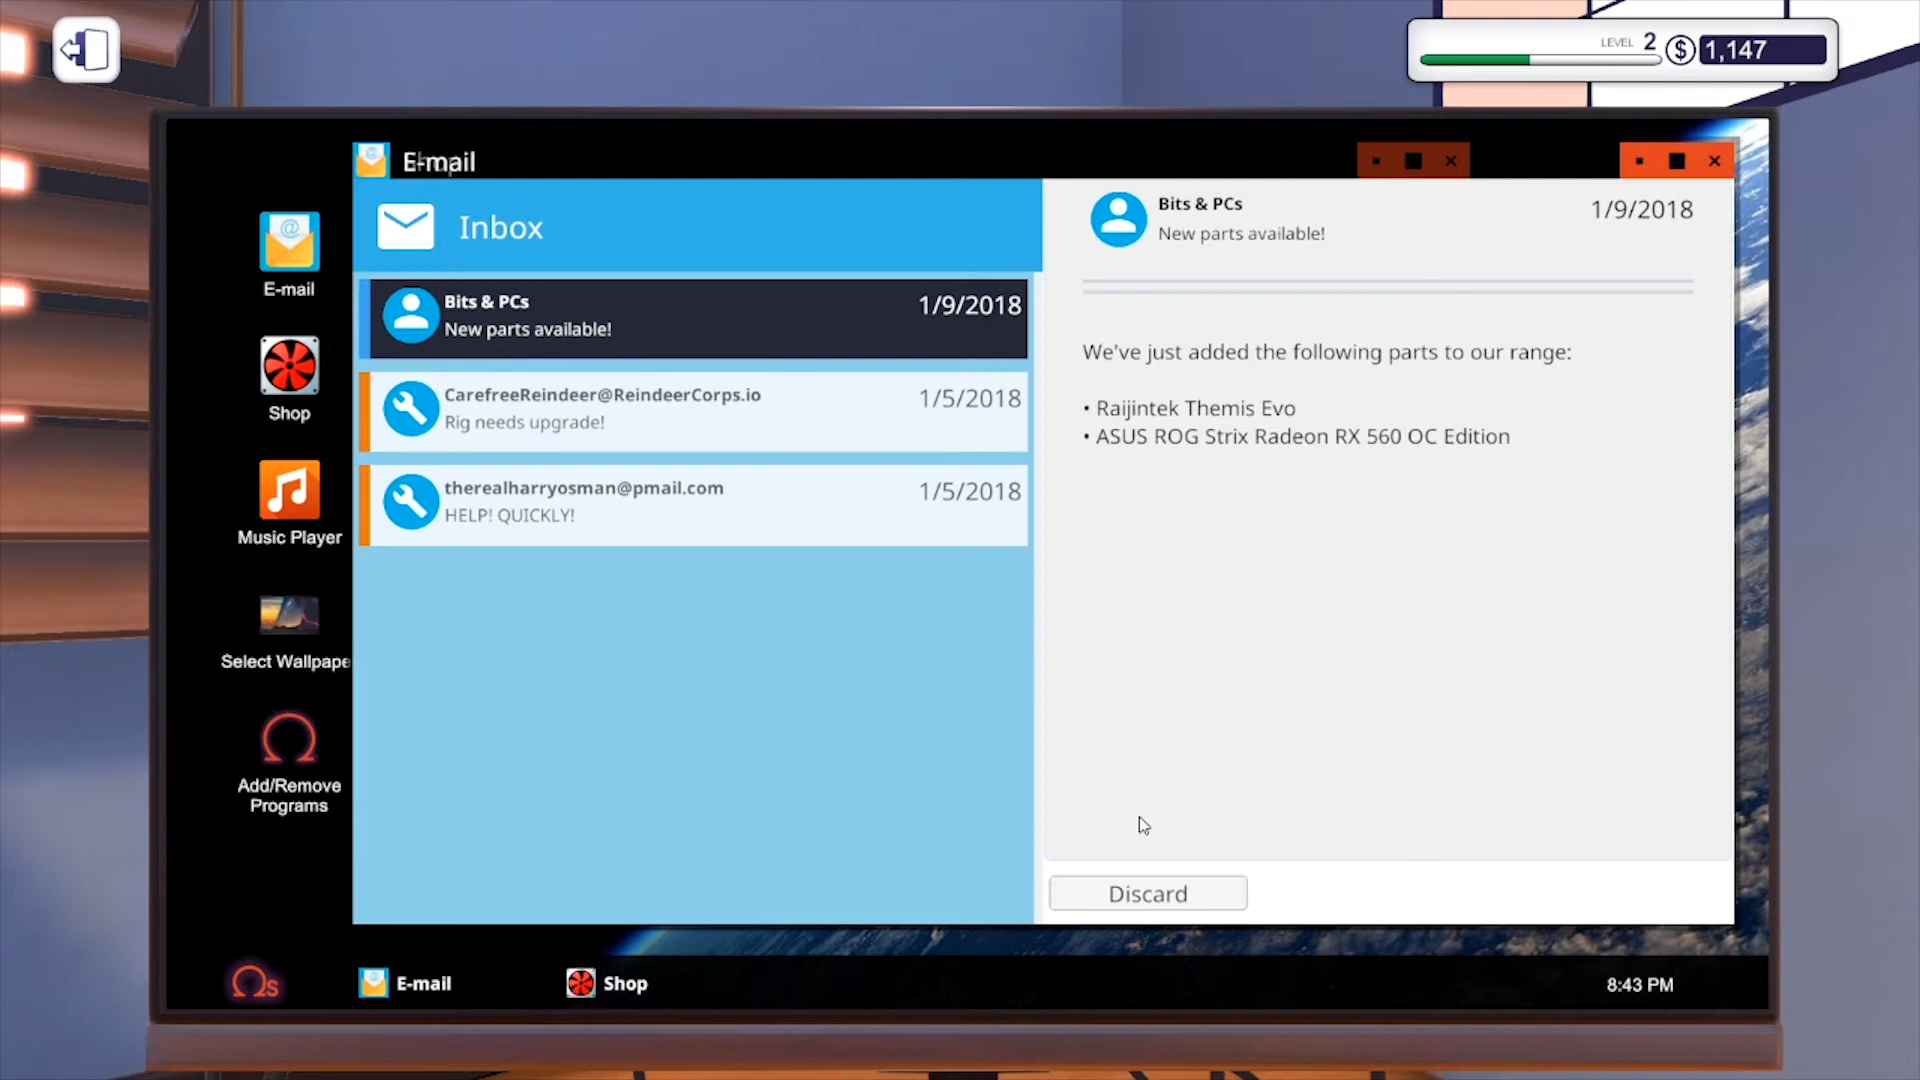 LEVEL 2 $ 1,147
E-mail
Inbox
Bits & PCs
1/9/2018
New parts available!
CarefreeReindeer@ReindeerCorps.io
1/5/2018
Rig needs upgrade!
therealharryosman@pmail.com
1/5/2018
HELP! QUICKLY!
Bits & PCs
1/9/2018
New parts available!
We've just added the following parts to our range:
• Raijintek Themis Evo
• ASUS ROG Strix Radeon RX 560 OC Edition
Discard
E-mail
Shop
Music Player
Select Wallpape
Add/Remove
Programs
Ωs
E-mail
Shop
8:43 PM